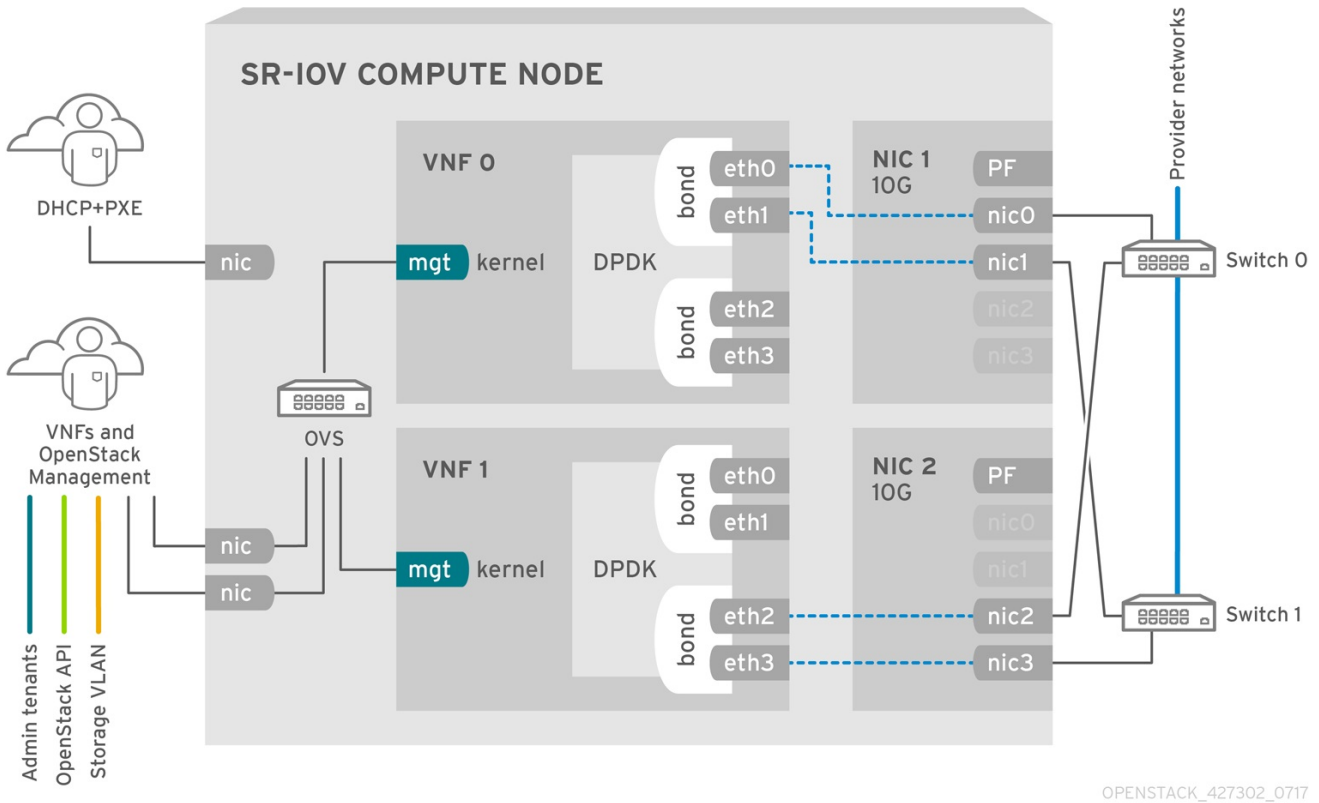 SR-IOV COMPUTE NODE
DHCP+PXE
nic
VNFs and
OpenStack
Management
nic
nic
Admin tenants
OpenStack API
Storage VLAN
OVS
VNF 0
mgt
kernel
DPDK
bond
eth0
eth1
bond
eth2
eth3
VNF 1
mgt
kernel
DPDK
bond
eth0
eth1
bond
eth2
eth3
NIC 1
10G
PF
nic0
nic1
nic2
nic3
NIC 2
10G
PF
nic0
nic1
nic2
nic3
Provider networks
Switch 0
Switch 1
OPENSTACK_427302_0717